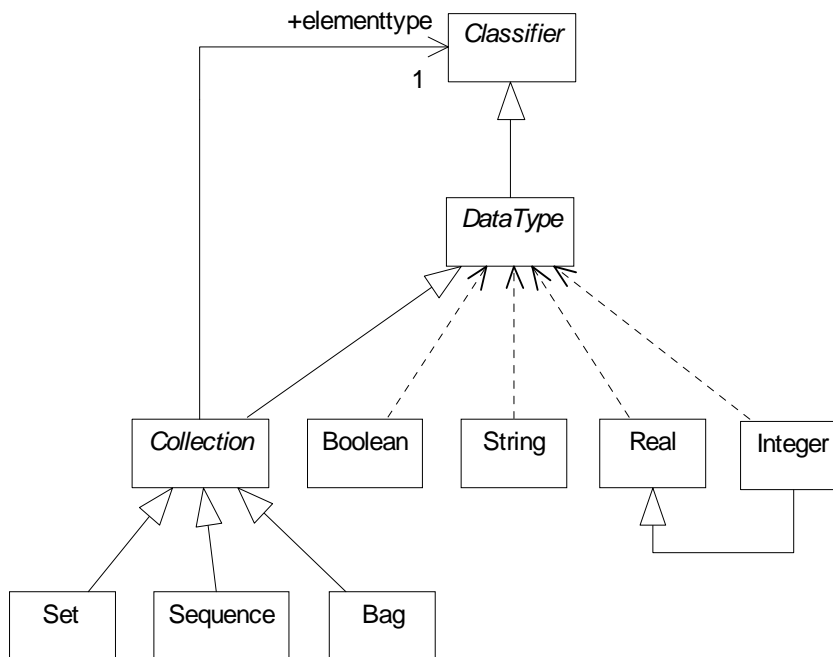 +elementtype
Classifier
1
DataType
Collection
Boolean
String
Real
Integer
Set
Sequence
Bag